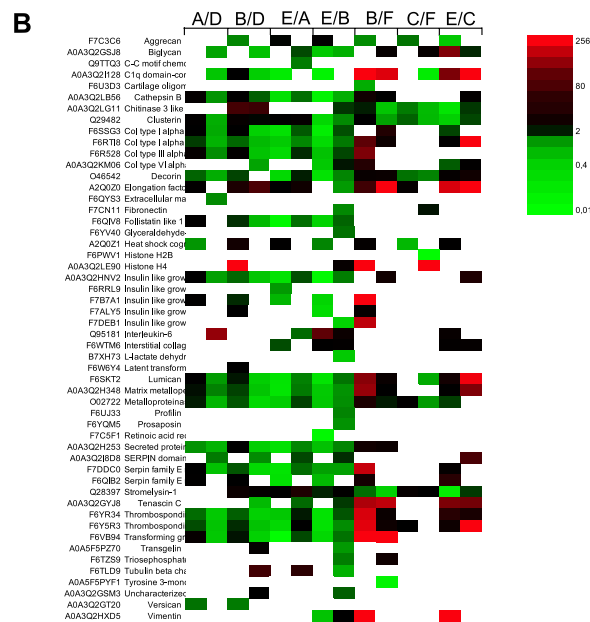 B
A/D B/D E/A E/B B/F C/F E/C
F7C3C6 Aggrecan
A0A3Q2GSJ8 Biglycan
Q9TTQ3 C-C motif chemo
A0A3Q2I128 C1q domain-cor
F6U3D3 Cartilage oligom
A0A3Q2LB56 Cathepsin B
A0A3Q2LG11 Chitinase 3 like
Q29482 Clusterin
F6SSG3 Col type I alpha
F6RTI8 Col type I alpha
F6R528 Col type III alpha
A0A3Q2KM06 Col type VI alpha
O46542 Decorin
A2Q0Z0 Elongation facto
F6QYS3 Extracellular ma
F7CN11 Fibronectin
F6QIV8 Follistatin like 1
F6YV40 Glyceraldehyde-
A2Q0Z1 Heat shock cogn
F6PWV1 Histone H2B
A0A3Q2LE90 Histone H4
A0A3Q2HNV2 Insulin like grow
F6RRL9 Insulin like grow
F7B7A1 Insulin like grow
F7ALY5 Insulin like grow
F7DEB1 Insulin like grow
Q95181 Interleukin-6
F6WTM6 Interstitial collag
B7XH73 L-lactate dehydr
F6W6Y4 Latent transform
F6SKT2 Lumican
A0A3Q2H348 Matrix metallope
O02722 Metalloproteina
F6UJ33 Profilin
F6YQM5 Prosaposin
F7C5F1 Retinoic acid rec
A0A3Q2H253 Secreted protein
A0A3Q2I8D8 SERPIN domain
F7DDC0 Serpin family E
F6QIB2 Serpin family E
Q28397 Stromelysin-1
A0A3Q2GYJ8 Tenascin C
F6YR34 Thrombospondi
F6Y5R3 Thrombospondi
F6VB94 Transforming gr
A0A5F5PZ70 Transgelin
F6TZS9 Triosephosphate
F6TLD9 Tubulin beta cha
A0A5F5PYF1 Tyrosine 3-mono
A0A3Q2GSM3 Uncharacterized
A0A3Q2GT20 Versican
A0A3Q2HXD5 Vimentin
256
80
2
0,4
0,01